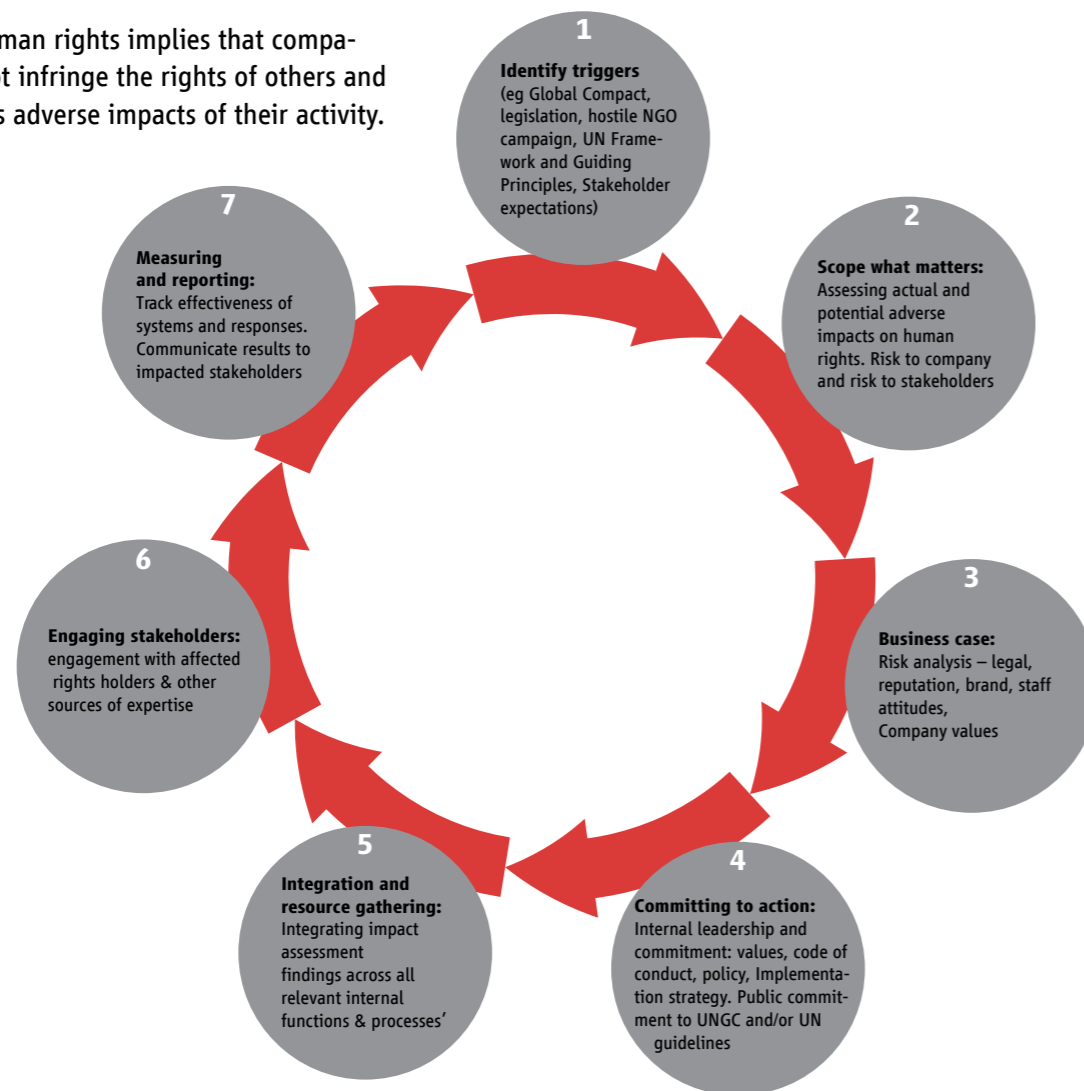 man rights implies that compa-
ot infringe the rights of others and
s adverse impacts of their activity.
1
Identify triggers
(eg Global Compact,
legislation, hostile NGO
campaign, UN Frame-
work and Guiding
Principles, Stakeholder
expectations)
2
Scope what matters:
Assessing actual and
potential adverse
impacts on human
rights. Risk to company
and risk to stakeholders
3
Business case:
Risk analysis – legal,
reputation, brand, staff
attitudes,
Company values
4
Committing to action:
Internal leadership and
commitment: values, code of
conduct, policy, Implementa-
tion strategy. Public commit-
ment to UNGC and/or UN
guidelines
5
Integration and
resource gathering:
Integrating impact
assessment
findings across all
relevant internal
functions & processes’
6
Engaging stakeholders:
engagement with affected
rights holders & other
sources of expertise
7
Measuring
and reporting:
Track effectiveness of
systems and responses.
Communicate results to
impacted stakeholders